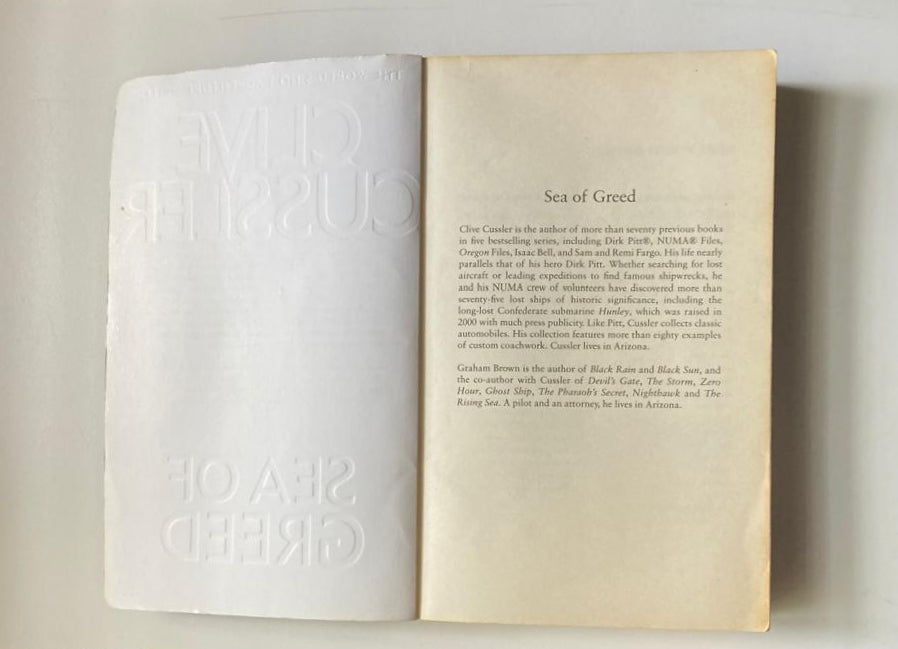 CLIVE
CUSSLER
SEA OF
GREED
Sea of Greed
Clive Cussler is the author of more than seventy previous books
in five bestselling series, including Dirk Pitt®, NUMA® Files,
Oregon Files, Isaac Bell, and Sam and Remi Fargo. His life nearly
parallels that of his hero Dirk Pitt. Whether searching for lost
aircraft or leading expeditions to find famous shipwrecks, he
and his NUMA crew of volunteers have discovered more than
seventy-five lost ships of historic significance, including the
long-lost Confederate submarine Hunley, which was raised in
2000 with much press publicity. Like Pitt, Cussler collects classic
automobiles. His collection features more than eighty examples
of custom coachwork. Cussler lives in Arizona.
Graham Brown is the author of Black Rain and Black Sun, and
the co-author with Cussler of Devil's Gate, The Storm, Zero
Hour, Ghost Ship, The Pharaoh's Secret, Nighthawk and The
Rising Sea. A pilot and an attorney, he lives in Arizona.